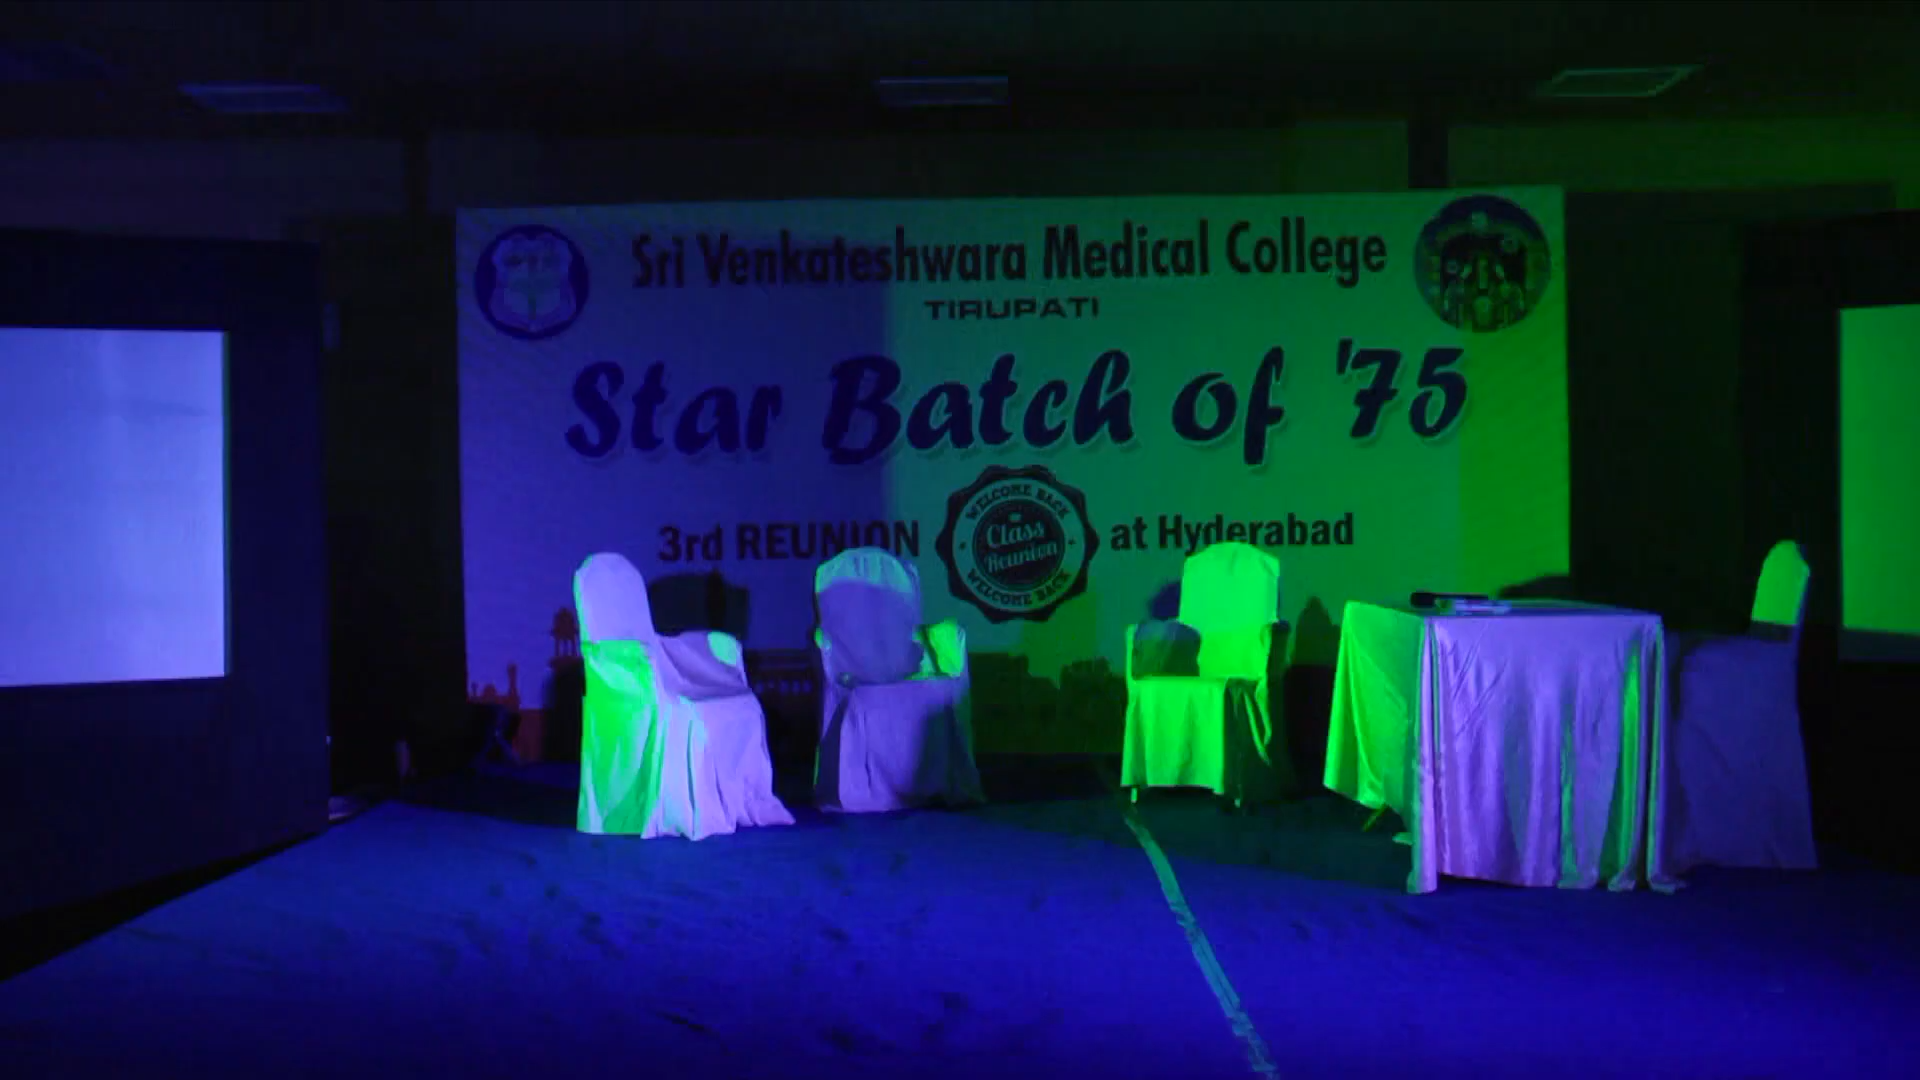 Sri Venkateshwara Medical College
TIRUPATI
Star Batch of '75
3rd REUNION
WELCOME BACK
Class
Reunion
WELCOME BACK
at Hyderabad